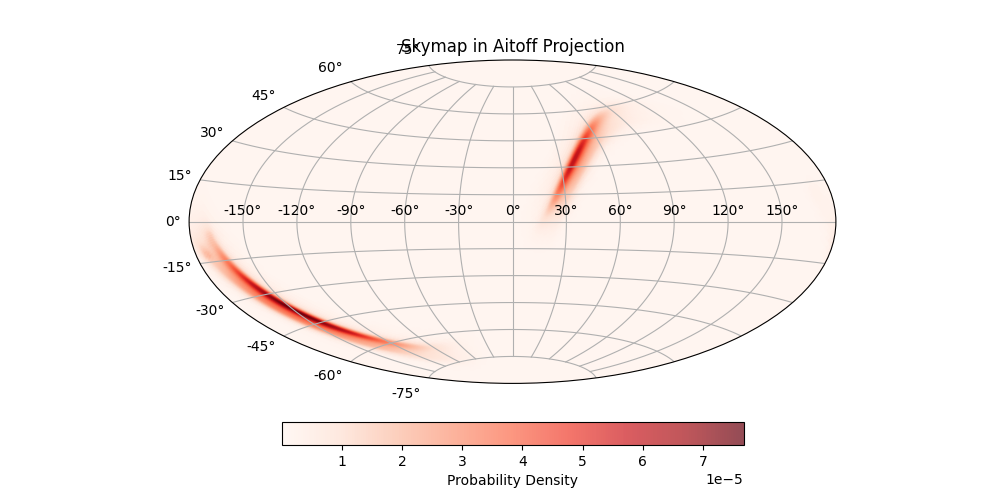 Skymap in Aitoff Projection
75°
60°
45°
30°
15°
0°
-150° -120° -90° -60° -30° 0° 30° 60° 90° 120° 150°
-15°
-30°
-45°
-60°
-75°
1 2 3 4 5 6 7
1e−5
Probability Density